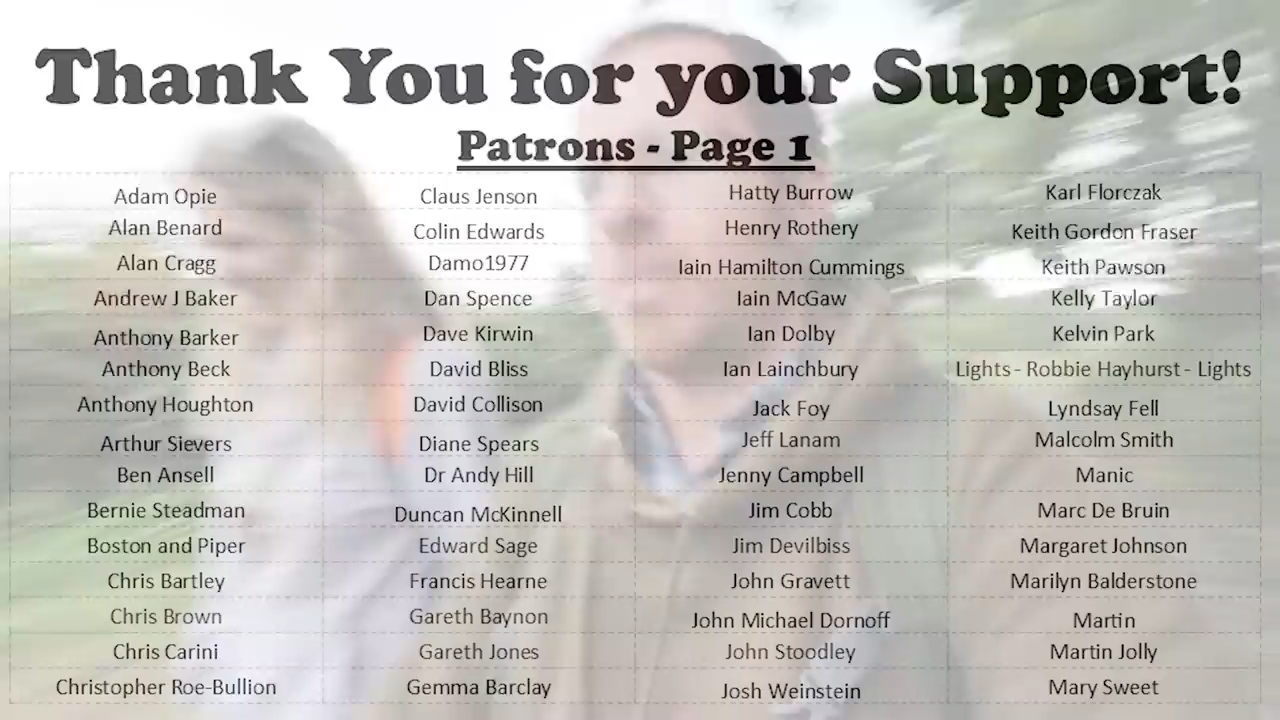 Thank You for your Support!
Patrons - Page 1
Adam Opie Claus Jenson Hatty Burrow Karl Florczak
Alan Benard Colin Edwards Henry Rothery Keith Gordon Fraser
Alan Cragg Damo1977 Iain Hamilton Cummings Keith Pawson
Andrew J Baker Dan Spence Iain McGaw Kelly Taylor
Anthony Barker Dave Kirwin Ian Dolby Kelvin Park
Anthony Beck David Bliss Ian Lainchbury Lights - Robbie Hayhurst - Lights
Anthony Houghton David Collison Jack Foy Lyndsay Fell
Arthur Sievers Diane Spears Jeff Lanam Malcolm Smith
Ben Ansell Dr Andy Hill Jenny Campbell Manic
Bernie Steadman Duncan McKinnell Jim Cobb Marc De Bruin
Boston and Piper Edward Sage Jim Devilbiss Margaret Johnson
Chris Bartley Francis Hearne John Gravett Marilyn Balderstone
Chris Brown Gareth Baynon John Michael Dornoff Martin
Chris Carini Gareth Jones John Stoodley Martin Jolly
Christopher Roe-Bullion Gemma Barclay Josh Weinstein Mary Sweet